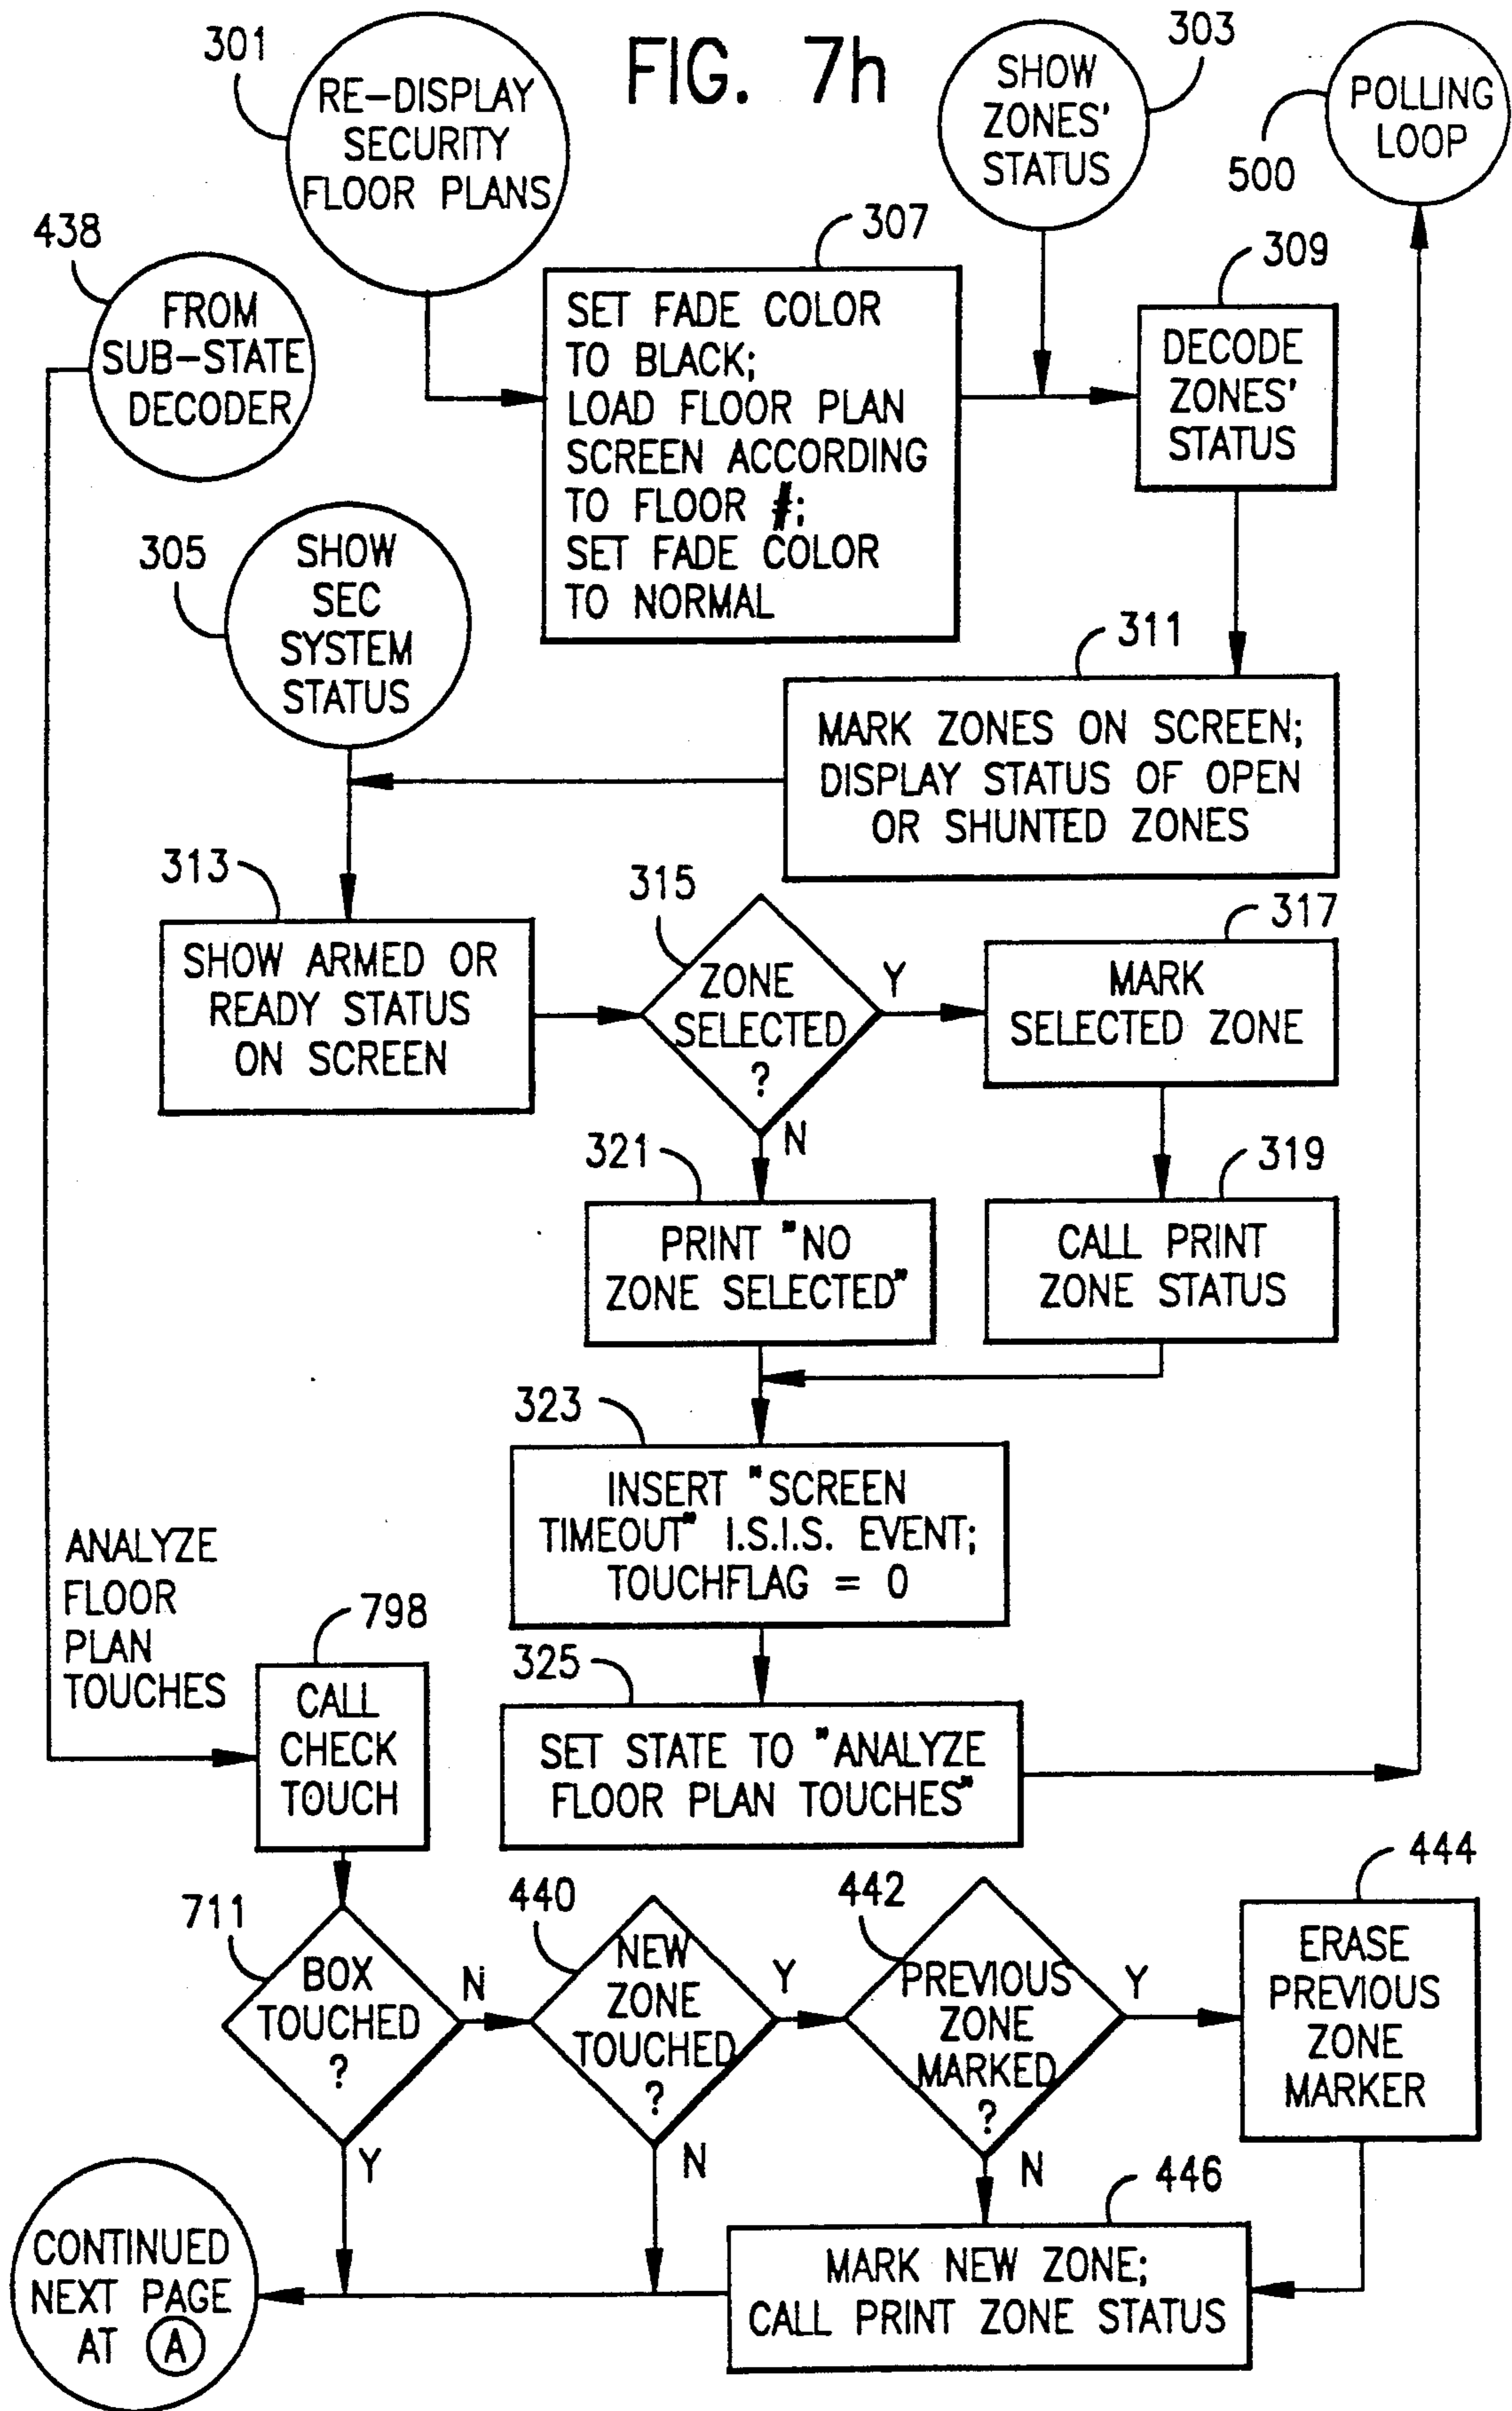 FIG. 7h
301
RE-DISPLAY
SECURITY
FLOOR PLANS
303
SHOW
ZONES'
STATUS
500
POLLING
LOOP
438
FROM
SUB-STATE
DECODER
307
SET FADE COLOR
TO BLACK;
LOAD FLOOR PLAN
SCREEN ACCORDING
TO FLOOR #;
SET FADE COLOR
TO NORMAL
309
DECODE
ZONES'
STATUS
305
SHOW
SEC
SYSTEM
STATUS
311
MARK ZONES ON SCREEN;
DISPLAY STATUS OF OPEN
OR SHUNTED ZONES
313
SHOW ARMED OR
READY STATUS
ON SCREEN
315
ZONE
SELECTED
?
Y
N
317
MARK
SELECTED ZONE
321
PRINT "NO
ZONE SELECTED"
319
CALL PRINT
ZONE STATUS
323
INSERT "SCREEN
TIMEOUT" I.S.I.S. EVENT;
TOUCHFLAG = 0
325
SET STATE TO "ANALYZE
FLOOR PLAN TOUCHES"
ANALYZE
FLOOR
PLAN
TOUCHES
798
CALL
CHECK
TOUCH
711
BOX
TOUCHED
?
N
Y
440
NEW
ZONE
TOUCHED
?
Y
N
442
PREVIOUS
ZONE
MARKED
?
Y
N
444
ERASE
PREVIOUS
ZONE
MARKER
446
MARK NEW ZONE;
CALL PRINT ZONE STATUS
CONTINUED
NEXT PAGE
AT A